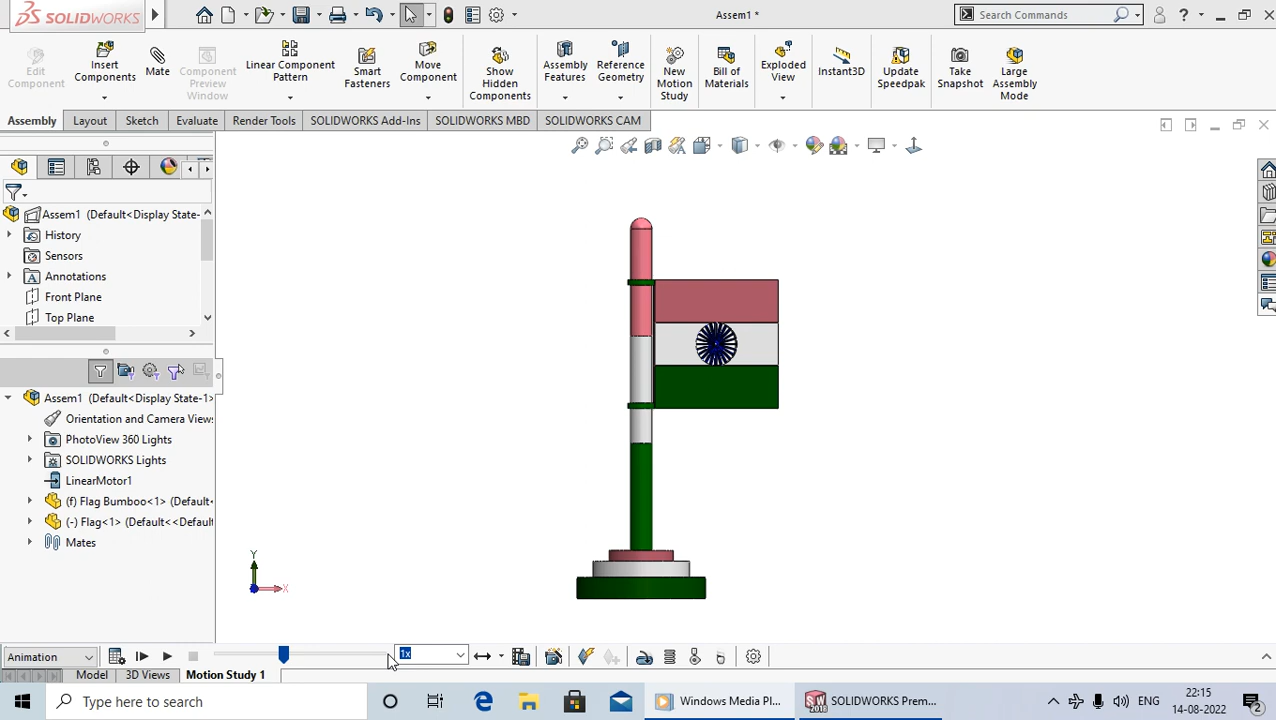 SOLIDWORKS
Assem1 *
Search Commands
?
Edit Component
Insert Components
Mate
Component Preview Window
Linear Component Pattern
Smart Fasteners
Move Component
Show Hidden Components
Assembly Features
Reference Geometry
New Motion Study
Bill of Materials
Exploded View
Instant3D
Update Speedpak
Take Snapshot
Large Assembly Mode
Assembly
Layout
Sketch
Evaluate
Render Tools
SOLIDWORKS Add-Ins
SOLIDWORKS MBD
SOLIDWORKS CAM
Assem1 (Default<Display State-
History
Sensors
Annotations
Front Plane
Top Plane
Assem1 (Default<Display State-1>
Orientation and Camera Views
PhotoView 360 Lights
SOLIDWORKS Lights
LinearMotor1
(f) Flag Bumboo<1> (Defau
(-) Flag<1> (Default<<Defaul
Mates
Y
X
Animation
1x
Model
3D Views
Motion Study 1
Type here to search
Windows Media Pl...
SW
2018
SOLIDWORKS Prem...
ENG
22:15
14-08-2022
2